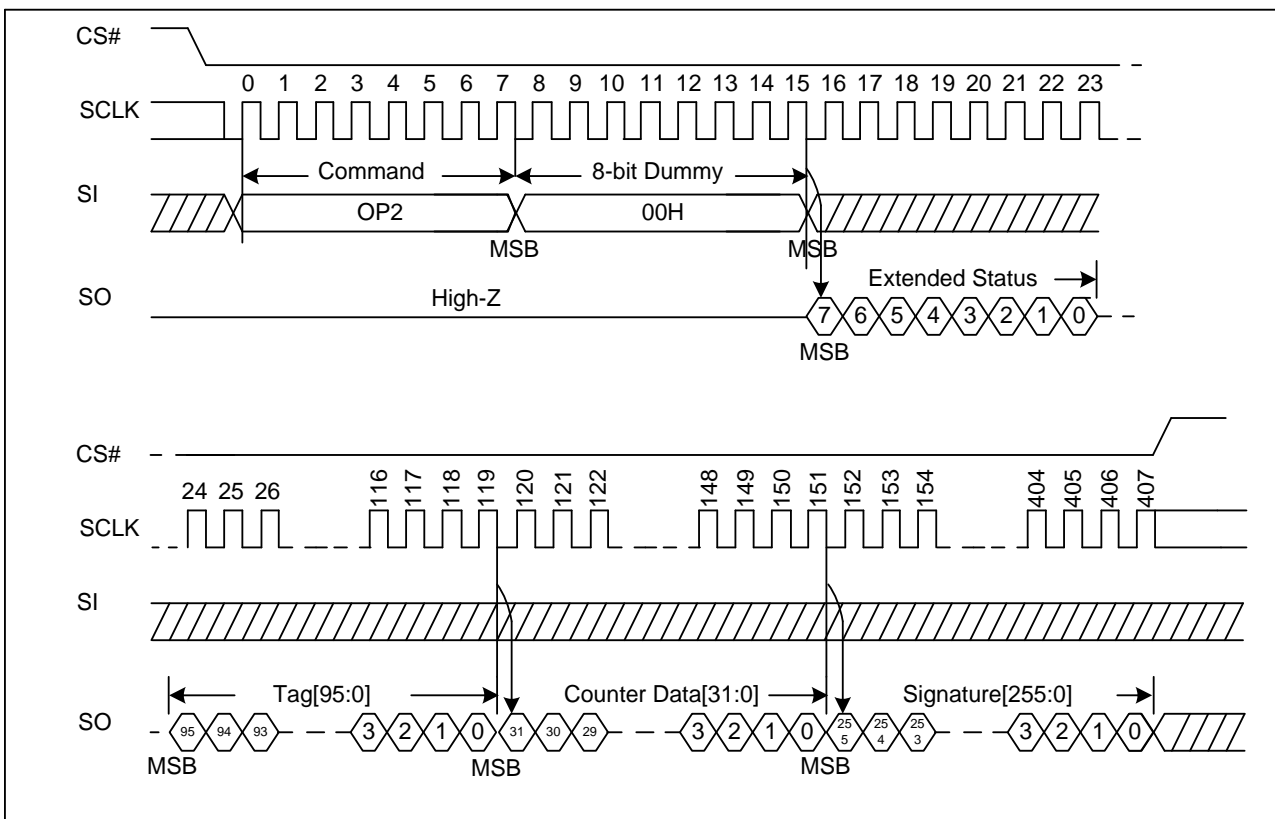 CS#
0 1 2 3 4 5 6 7 8 9 10 11 12 13 14 15 16 17 18 19 20 21 22 23
SCLK
Command 8-bit Dummy
SI
OP2 00H
MSB MSB
Extended Status
SO
High-Z
7 6 5 4 3 2 1 0
MSB
CS#
24 25 26 116 117 118 119 120 121 122 148 149 150 151 152 153 154 404 405 406 407
SCLK
SI
Tag[95:0] Counter Data[31:0] Signature[255:0]
SO
95 94 93 3 2 1 0 31 30 29 3 2 1 0 255 254 253 3 2 1 0
MSB MSB MSB